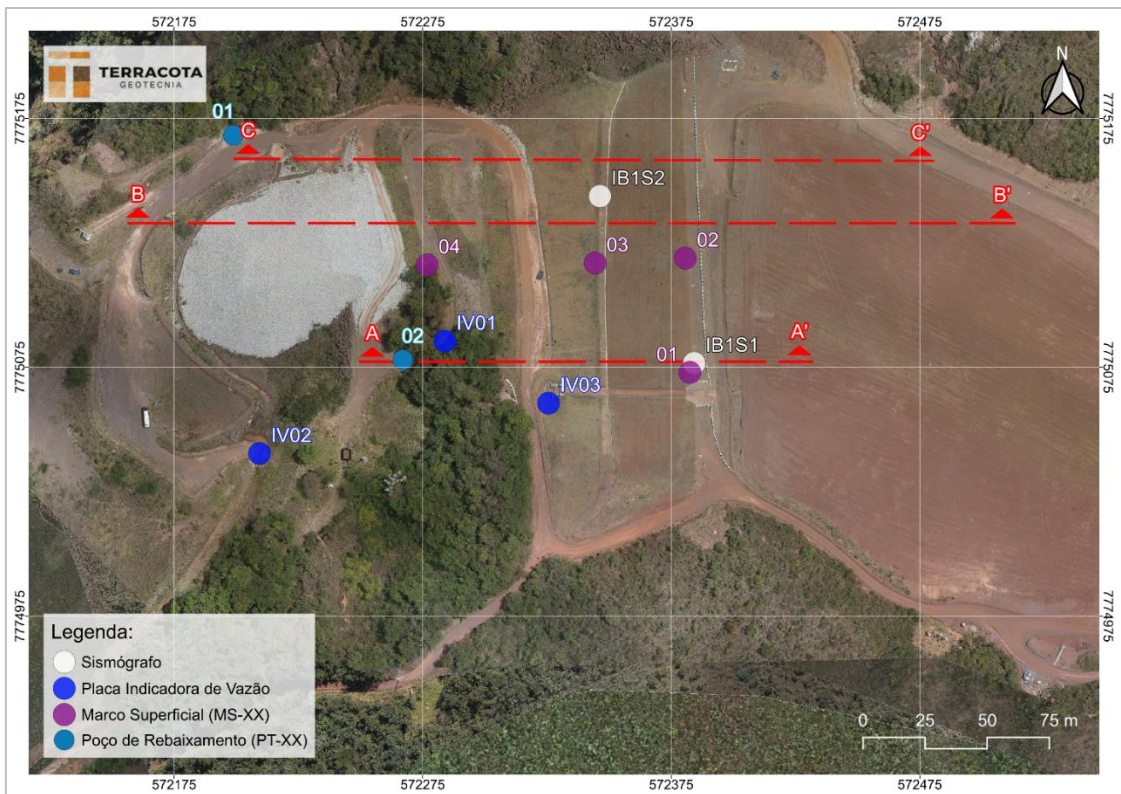 572175 572275 572375 572475
TERRACOTA
GEOTECNIA
N
7775175
7775175
01
C
C'
IB1S2
B
B'
04
03
02
IV01
A
02
A'
IB1S1
01
7775075
7775075
IV03
IV02
7774975
7774975
Legenda:
Sismógrafo
Placa Indicadora de Vazão
Marco Superficial (MS-XX)
Poço de Rebaixamento (PT-XX)
0 25 50 75 m
572175 572275 572375 572475